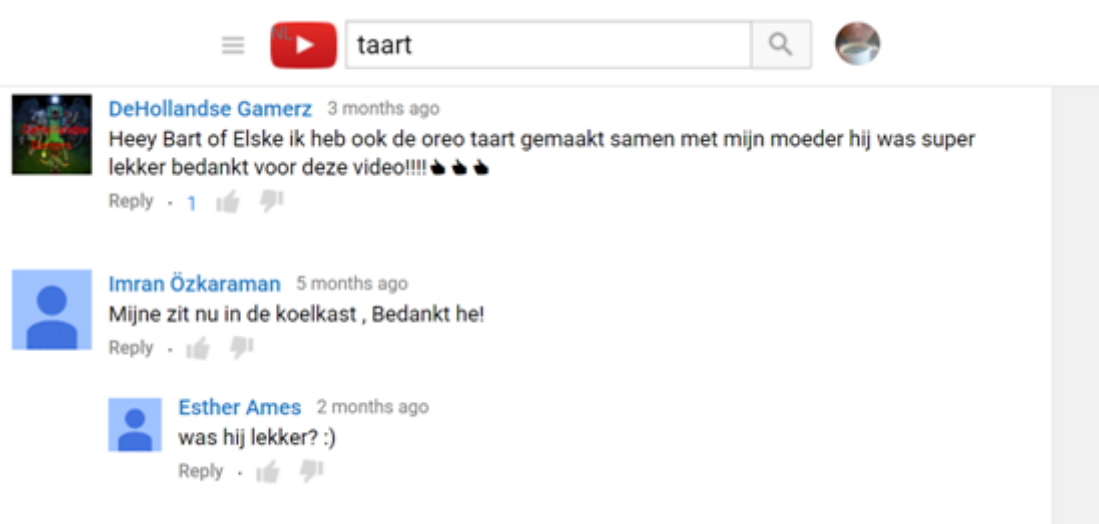 NL
taart
DeHollandse Gamerz 3 months ago
Heey Bart of Elske ik heb ook de oreo taart gemaakt samen met mijn moeder hij was super
lekker bedankt voor deze video!!!!
Reply · 1
Imran Özkaraman 5 months ago
Mijne zit nu in de koelkast , Bedankt he!
Reply ·
Esther Ames 2 months ago
was hij lekker? :)
Reply ·